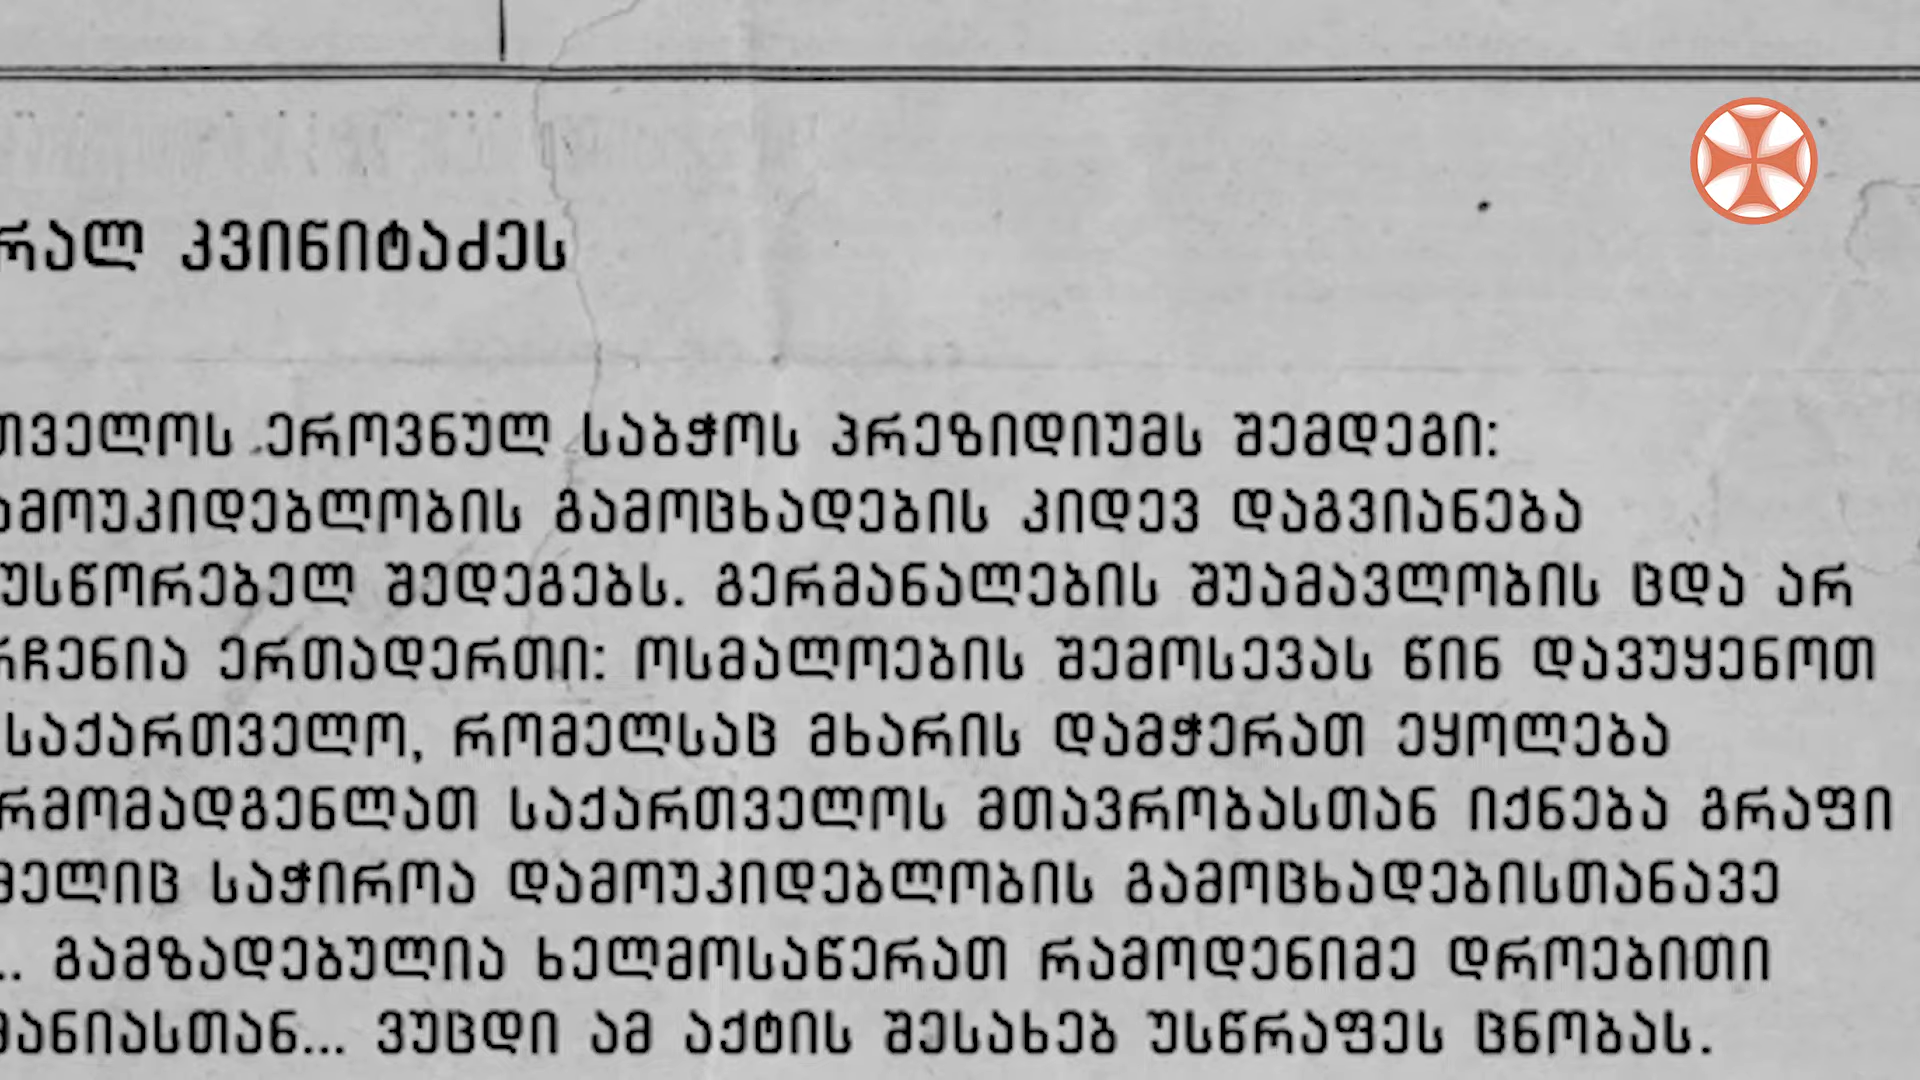 რალ კვინიტაძეს
თველოს ეროვნულ საბჭოს პრეზიდიუმს შემდეგი:
ამოუკიდებლობის გამოცხადების კიდევ დაგვიანება
უსწორებელ შედეგებს. გერმანალების შუამავლობის ცდა არ
რჩენია ერთადერთი: ოსმალოების შემოსევას წინ დავუყენოთ
საქართველო, რომელსაც მხარის დამჭერათ ეყოლება
რმომადგენლათ საქართველოს მთავრობასთან იქნება გრაფი
მელიც საჭიროა დამოუკიდებლობის გამოცხადებისთანავე
.. გამზადებულია ხელმოსაწერათ რამოდენიმე დროებითი
მანიასთან... ვუცდი ამ აქტის შესახებ უსწრაფეს ცნობას.